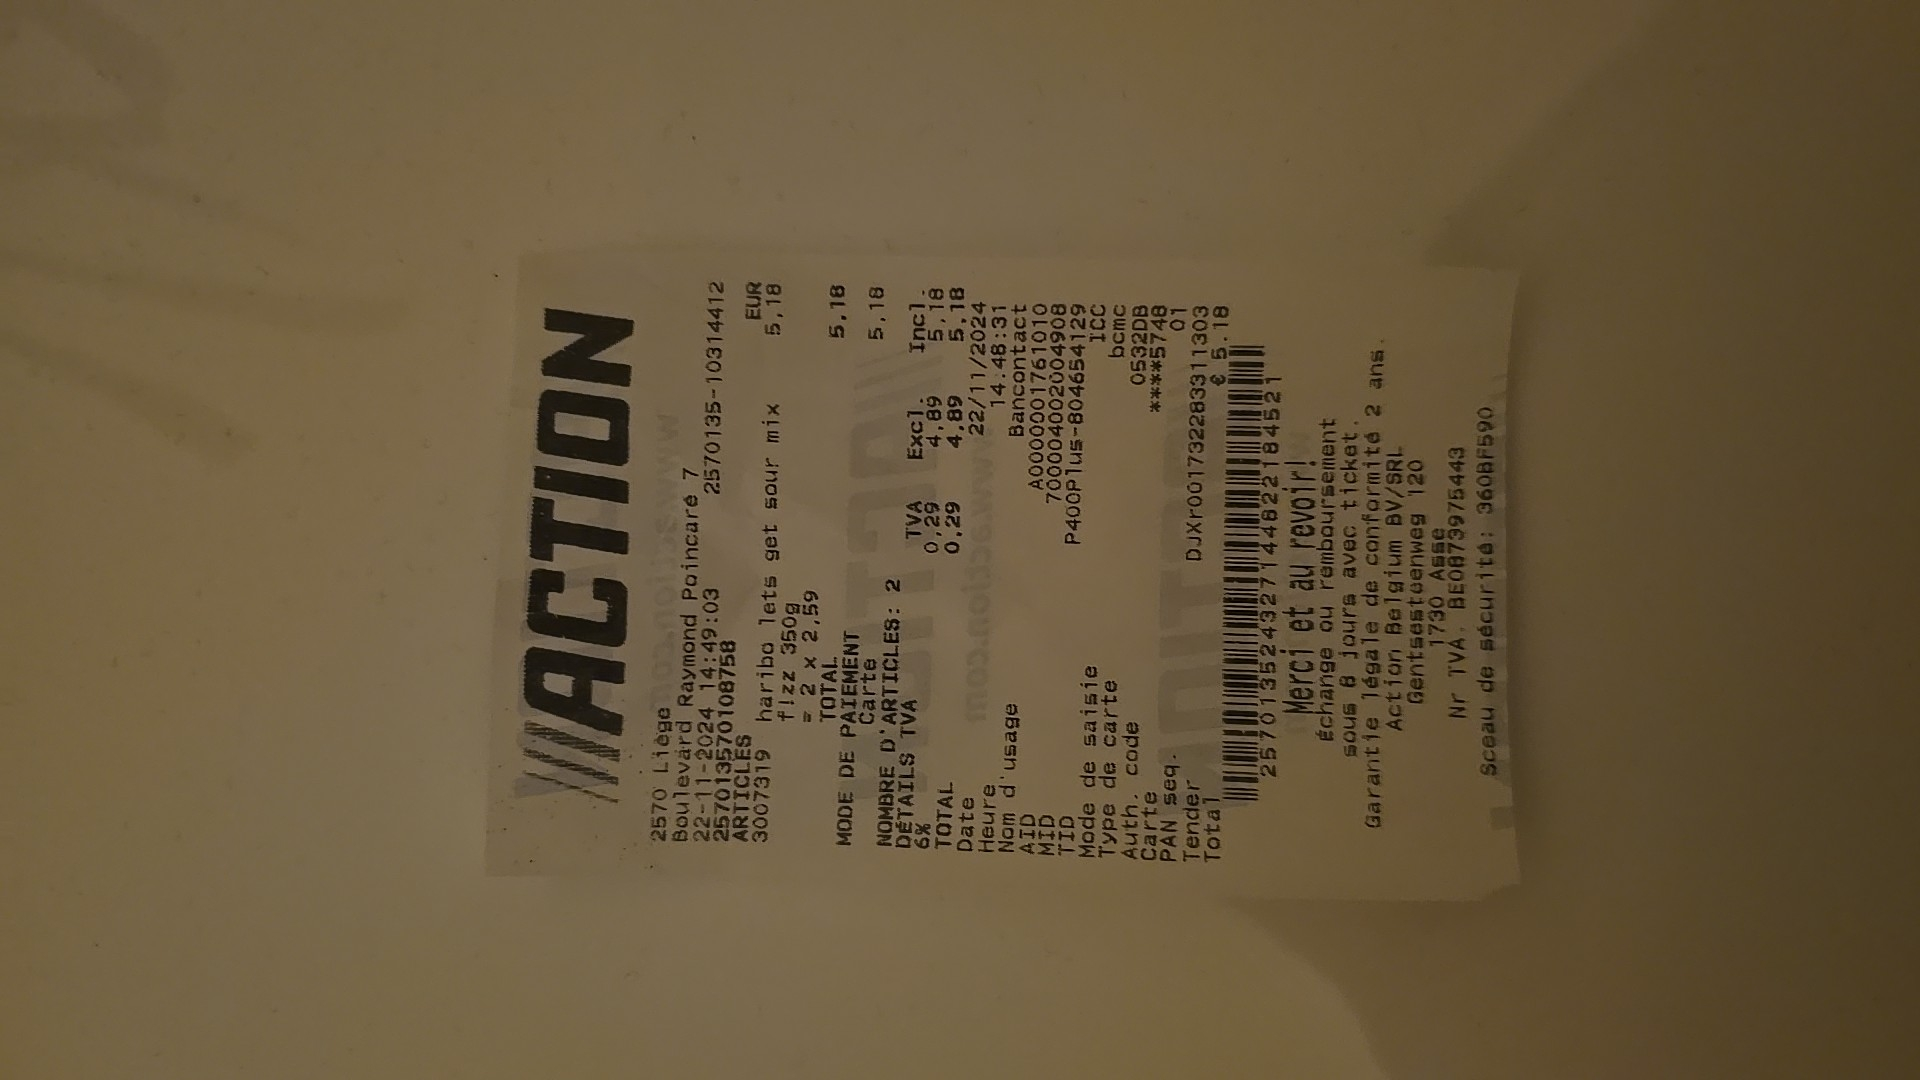 ACTION
2570 Liège
Boulevard Raymond Poincaré 7
22-11-2024 14:49:03 2570135-10314412
2570135701087​58
ARTICLES EUR
3007319 haribo lets get sour mix 5,18
fizz 350g
= 2 x 2,59
TOTAL 5,18
MODE DE PAIEMENT
Carte 5,18
NOMBRE D'ARTICLES: 2
DÉTAILS TVA TVA Excl. Incl.
6% 0,29 4,89 5,18
TOTAL 0,29 4,89 5,18
Date 22/11/2024
Heure 14:48:31
Nom d'usage Bancontact
AID A0000001761010
MID 7000040020004908
TID P400Plus-804654129
Mode de saisie ICC
Type de carte bcmc
Auth. code 0532DB
Carte ****5748
PAN seq. 01
Tender DJXr001732283311303
Total € 5.18
2570135243271448221184521
Merci et au revoir!
Échange ou remboursement
sous 8 jours avec ticket.
Garantie légale de conformité 2 ans.
Action Belgium BV/SRL
Gentsesteenweg 120
1730 Asse
Nr TVA. BE0873975443
Sceau de sécurité: 360BF590